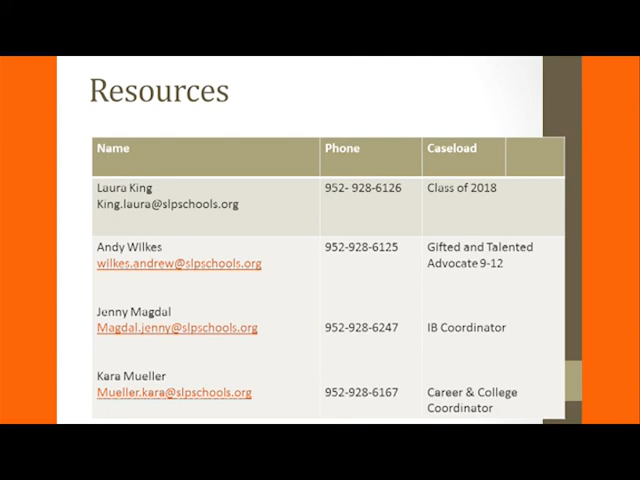 Resources
Name Phone Caseload
Laura King 952- 928-6126 Class of 2018
King.laura@slpschools.org
Andy Wilkes 952-928-6125 Gifted and Talented
wilkes.andrew@slpschools.org Advocate 9-12
Jenny Magdal
Magdal.jenny@slpschools.org 952-928-6247 IB Coordinator
Kara Mueller
Mueller.kara@slpschools.org 952-928-6167 Career & College
Coordinator